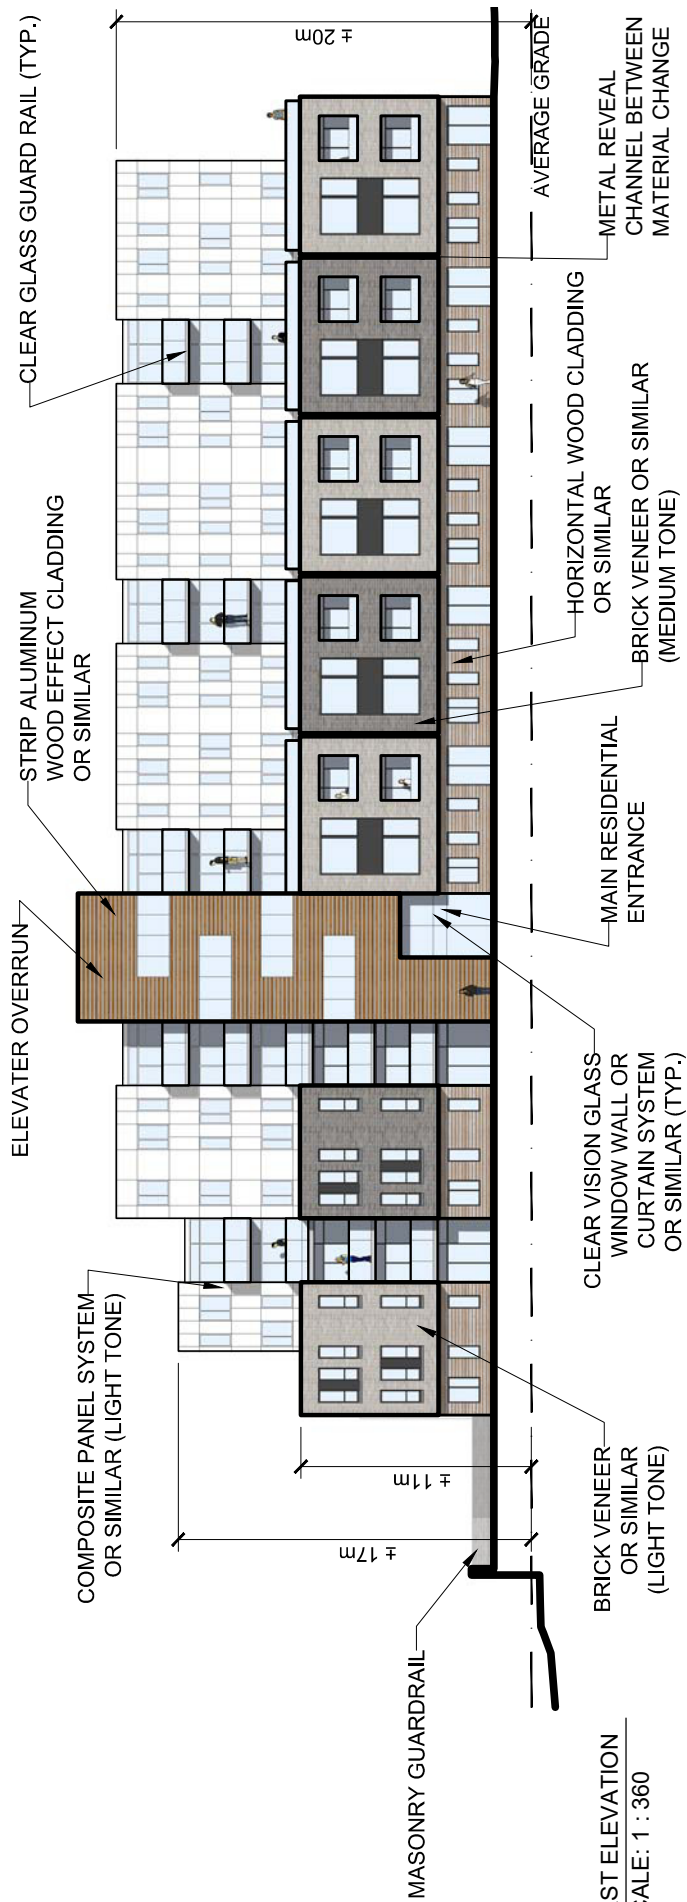 COMPOSITE PANEL SYSTEM
OR SIMILAR (LIGHT TONE)
ELEVATER OVERRUN
STRIP ALUMINUM
WOOD EFFECT CLADDING
OR SIMILAR
CLEAR GLASS GUARD RAIL (TYP.)
± 20m
± 17m
± 11m
MASONRY GUARDRAIL
AVERAGE GRADE
BRICK VENEER
OR SIMILAR
(LIGHT TONE)
CLEAR VISION GLASS
WINDOW WALL OR
CURTAIN SYSTEM
OR SIMILAR (TYP.)
MAIN RESIDENTIAL
ENTRANCE
BRICK VENEER OR SIMILAR
(MEDIUM TONE)
HORIZONTAL WOOD CLADDING
OR SIMILAR
METAL REVEAL
CHANNEL BETWEEN
MATERIAL CHANGE
ST ELEVATION
CALE: 1 : 360